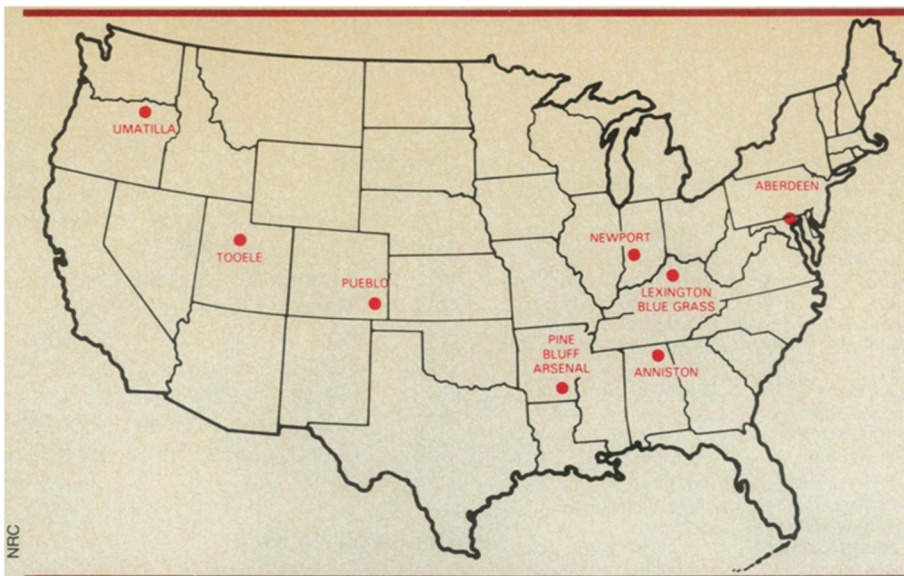 UMATILLA
ABERDEEN
NEWPORT
TOOELE
PUEBLO
LEXINGTON
BLUE GRASS
PINE
BLUFF
ARSENAL
ANNISTON
NRC